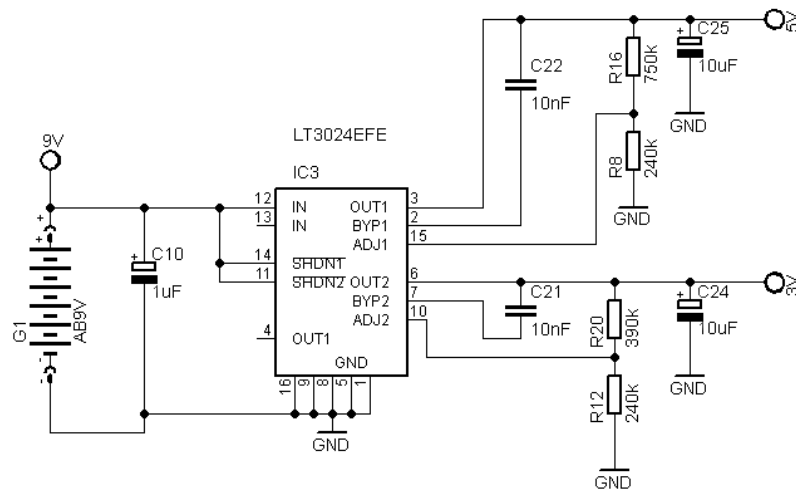 5V
C25
10uF
GND
R16
750k
C22
10nF
R8
240k
GND
LT3024EFE
IC3
9V
12
IN
13
IN
14
SHDN1
11
SHDN2
4
OUT1
OUT1
3
BYP1
2
ADJ1
15
OUT2
6
BYP2
7
ADJ2
10
GND
16
9
8
5
1
GND
C10
1uF
G1
AB9V
C21
10nF
R20
390k
C24
10uF
3V
GND
R12
240k
GND
+
+
+
+
+
-
-